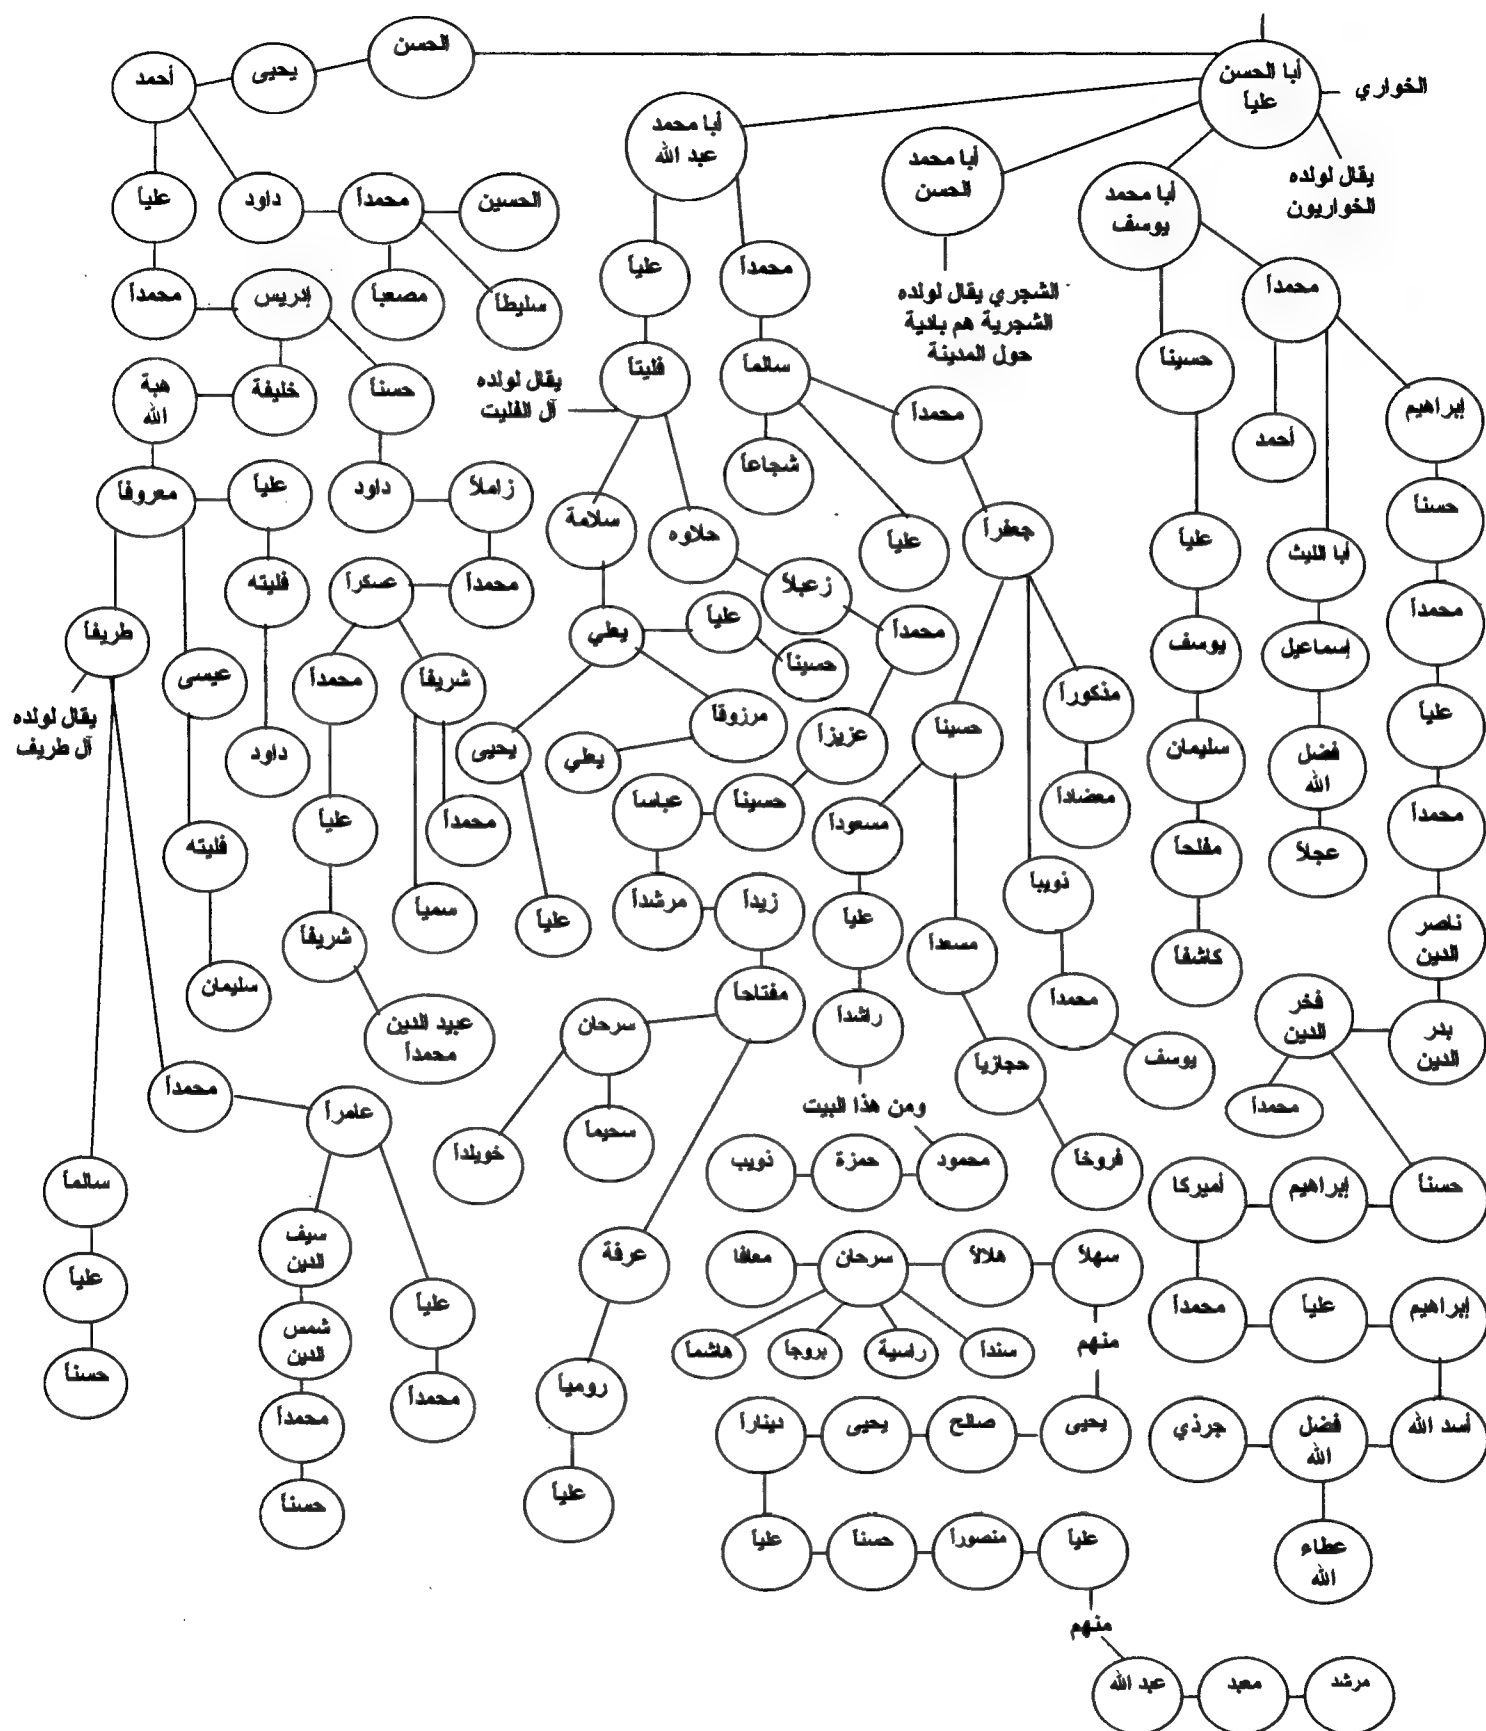 الحسن
يحيى
أحمد
أبا الحسن
علياً
الخواري
يقال لولده
الخواريون
أبا محمد
عبد الله
أبا محمد
الحسن
أبا محمد
يوسف
علياً
داود
محمداً
الحسين
مصعباً
سليطاً
علياً
محمداً
الشجري يقال لولده
الشجرية هم بادية
حول المدينة
محمداً
محمداً
إدريس
حسيناً
هبة
الله
خليفة
حسناً
يقال لولده
آل الفليت
فليتاً
سالماً
محمداً
أحمد
إبراهيم
معروفاً
علياً
داود
زاملاً
شجاعاً
سلامة
حلاوه
علياً
جعفراً
علياً
أبا الليث
حسناً
فليته
عسكراً
محمداً
زعبلاً
محمداً
علياً
حسيناً
يعلي
طريفاً
يقال لولده
آل طريف
عيسى
محمداً
شريفاً
يوسف
إسماعيل
محمداً
مرزوقاً
يعلي
يحيى
عزيزاً
حسيناً
مذكوراً
سليمان
فضل
الله
علياً
داود
علياً
محمداً
عباساً
حسيناً
مسعوداً
معضاداً
مفلحاً
عجلاً
محمداً
فليته
سمياً
علياً
مرشداً
زيداً
علياً
مسعداً
ذويباً
كاشفاً
ناصر
الدين
شريفاً
سليمان
عبيد الدين
محمداً
سرحان
مفتاحاً
راشداً
محمداً
فخر
الدين
بدر
الدين
حجازياً
يوسف
محمداً
محمداً
عامراً
خويلداً
سحيماً
ومن هذا البيت
ذويب
حمزة
محمود
فروخاً
أميركا
إبراهيم
حسناً
سالماً
سيف
الدين
عرفة
معافا
سرحان
هلالاً
سهلاً
علياً
علياً
محمداً
علياً
إبراهيم
شمس
الدين
هاشماً
بروجاً
راسية
سنداً
منهم
حسناً
محمداً
رومياً
محمداً
ديناراً
يحيى
صالح
يحيى
جرذي
فضل
الله
أسد الله
حسناً
علياً
علياً
حسناً
منصوراً
علياً
عطاء
الله
منهم
عبد الله
معبد
مرشد